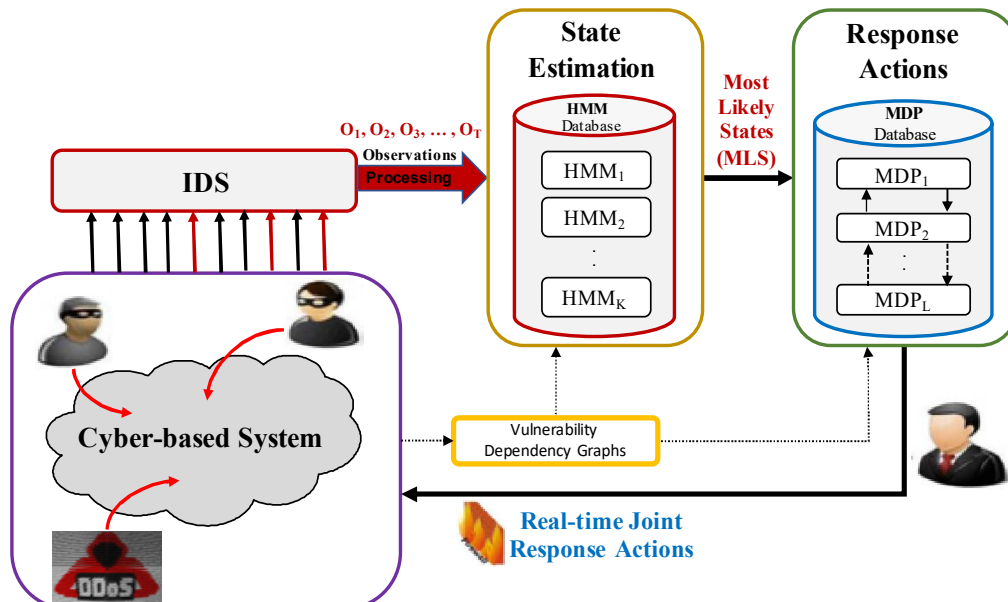 State
Estimation
HMM
Database
HMM1
HMM2
.
.
HMMK
Response
Actions
MDP
Database
MDP1
MDP2
. .
.
MDPL
Most
Likely
States
(MLS)
O1, O2, O3, … , OT
Observations
Processing
IDS
Cyber-based System
DDoS
Vulnerability
Dependency Graphs
Real-time Joint
Response Actions